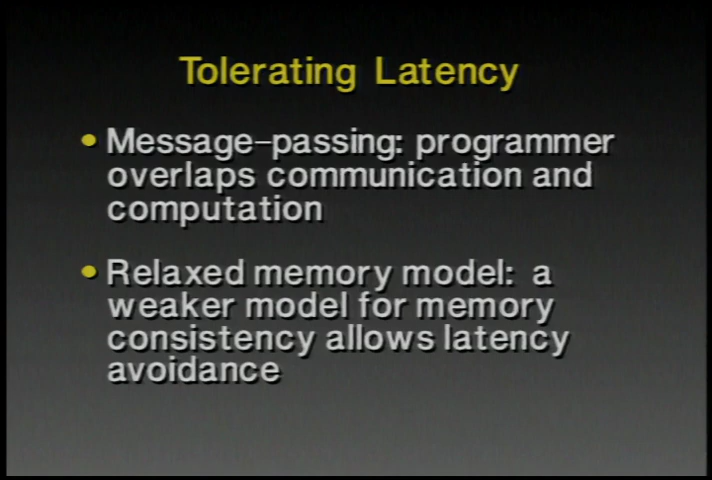 Tolerating Latency
• Message-passing: programmer
overlaps communication and
computation
• Relaxed memory model: a
weaker model for memory
consistency allows latency
avoidance